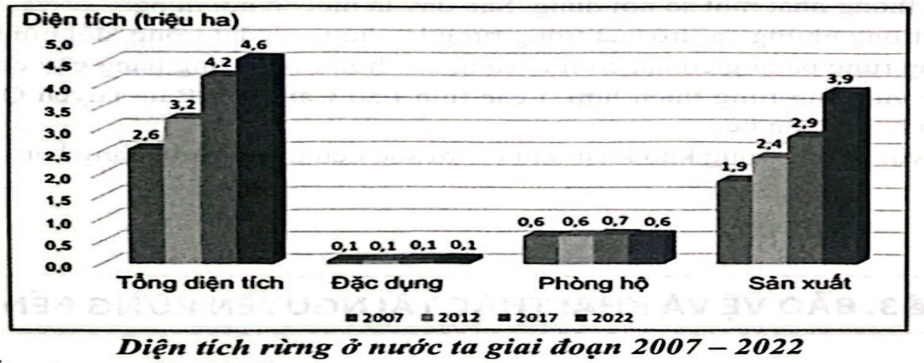 Diện tích (triệu ha)
5,0
4,5
4,0
3,5
3,0
2,5
2,0
1,5
1,0
0,5
0,0
2,6 3,2 4,2 4,6
0,1 0,1 0,1 0,1
0,6 0,6 0,7 0,6
1,9 2,4 2,9 3,9
Tổng diện tích Đặc dụng Phòng hộ Sản xuất
2007 2012 2017 2022
Diện tích rừng ở nước ta giai đoạn 2007 – 2022